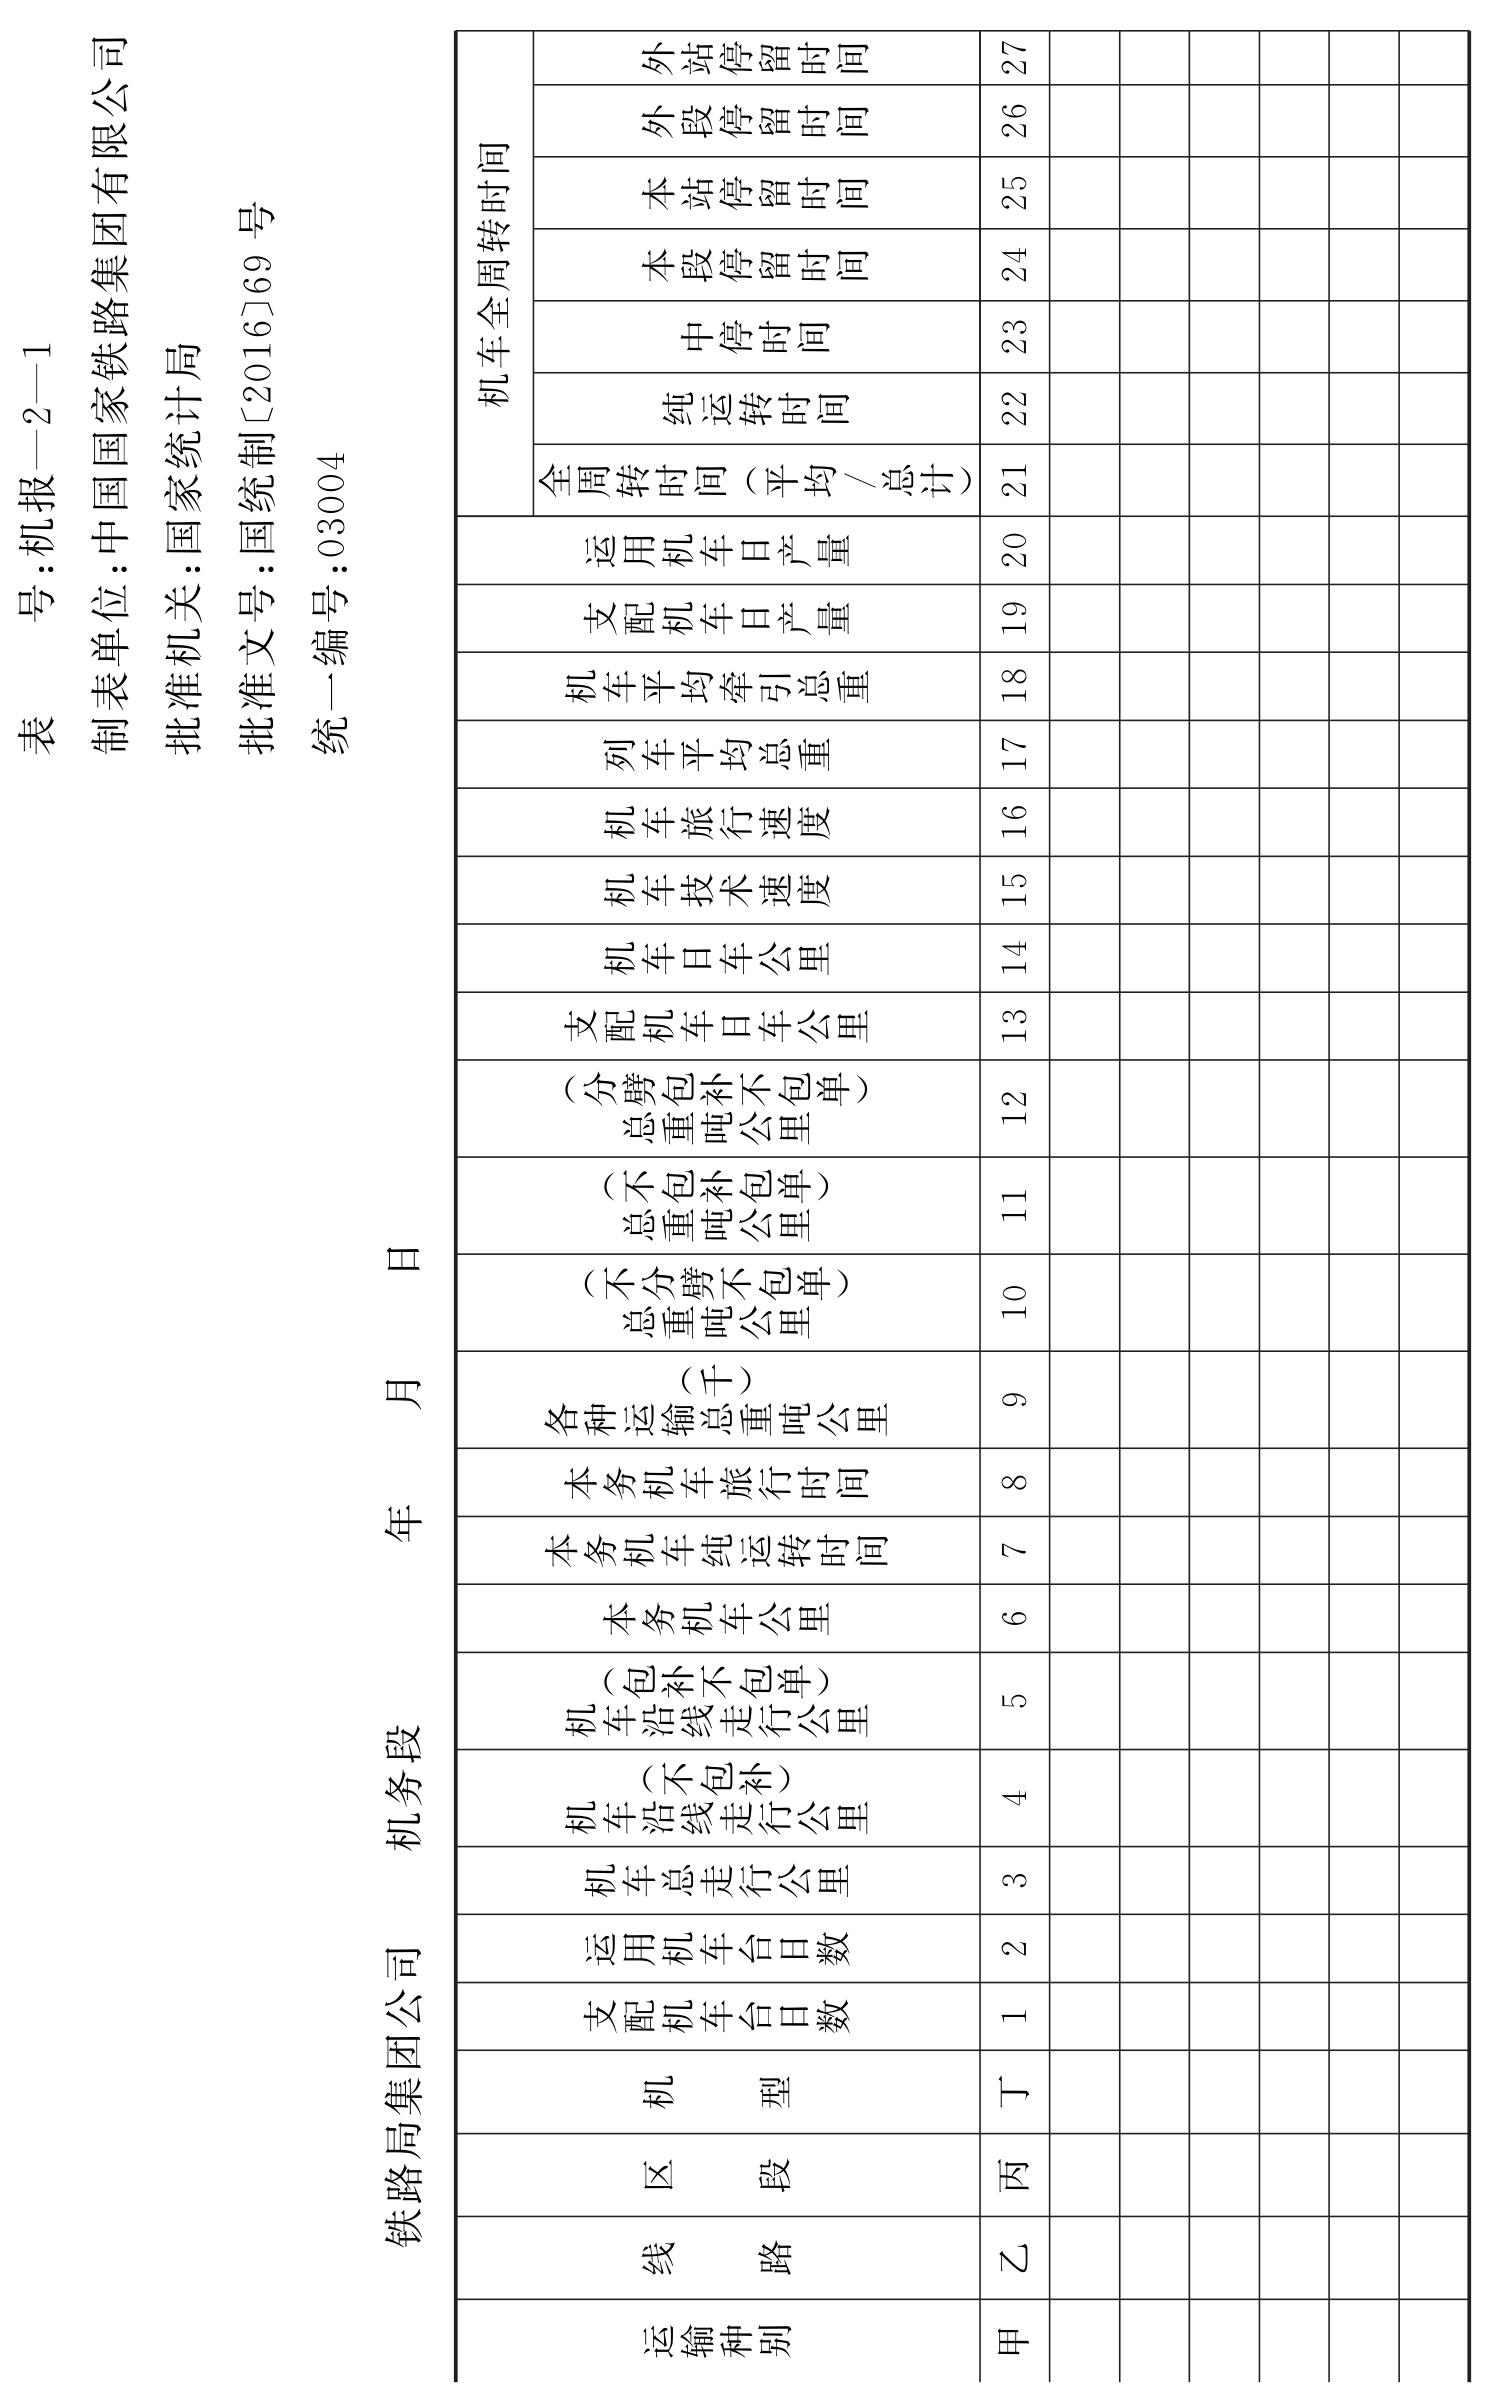 表　　号:机报—2—1
制表单位:中国国家铁路集团有限公司
批准机关:国家统计局
批准文号:国统制〔2016〕69 号
统一编号:03004
铁路局集团公司　　机务段　　年　　月　　日
运输种别
线路
区段
机型
支配机车台日数
运用机车台日数
机车总走行公里
机车沿线走行公里
(不包补)
机车沿线走行公里
(包补不包单)
本务机车公里
本务机车纯运转时间
本务机车旅行时间
各种运输总重吨公里
(千)
总重吨公里
(不分劈不包单)
总重吨公里
(不包补包单)
总重吨公里
(分劈包补不包单)
支配机车日车公里
机车日车公里
机车技术速度
机车旅行速度
列车平均总重
机车平均牵引总重
支配机车日产量
运用机车日产量
机车全周转时间
全周转时间(平均/总计)
纯运转时间
中停时间
本段停留时间
本站停留时间
外段停留时间
外站停留时间
甲 乙 丙 丁 1 2 3 4 5 6 7 8 9 10 11 12 13 14 15 16 17 18 19 20 21 22 23 24 25 26 27